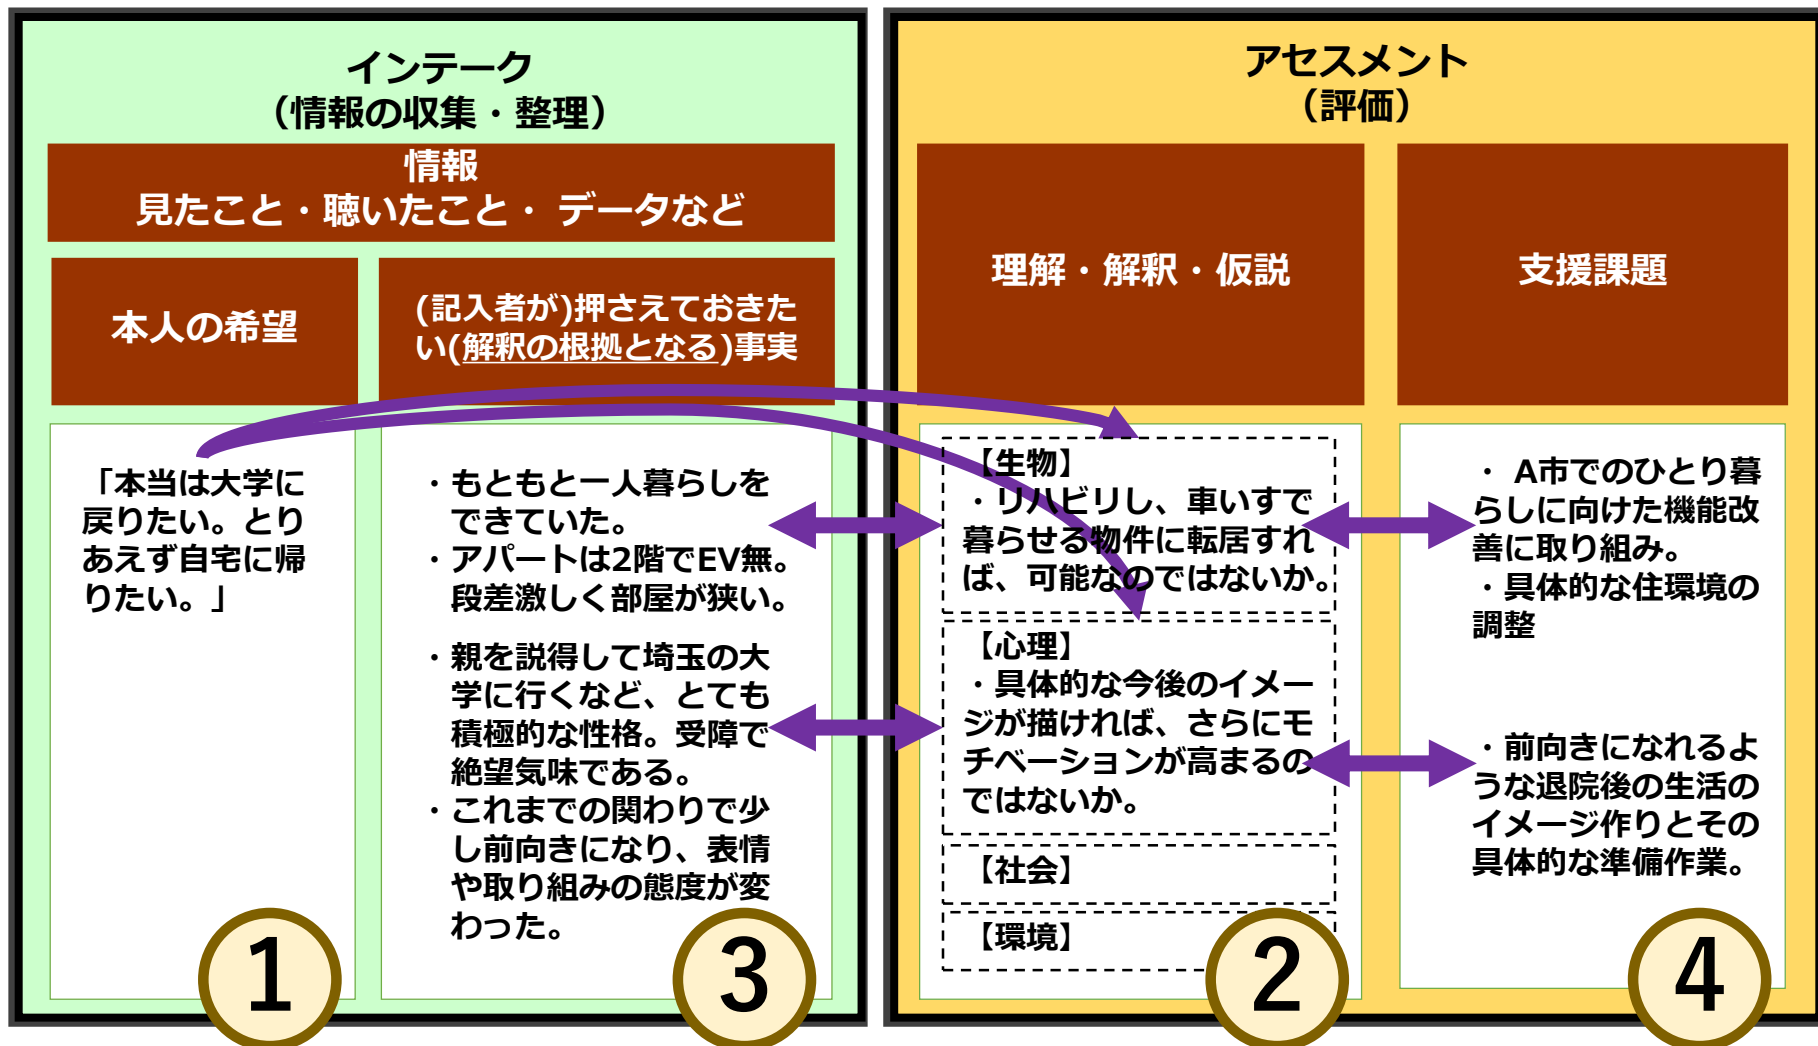 インテーク
（情報の収集・整理）
情報
見たこと・聴いたこと・ データなど
本人の希望
(記入者が)押さえておきた
い(解釈の根拠となる)事実
「本当は大学に
戻りたい。とり
あえず自宅に帰
りたい。」
①
・もともと一人暮らしを
できていた。
・アパートは2階でEV無。
段差激しく部屋が狭い。
・親を説得して埼玉の大
学に行くなど、とても
積極的な性格。受障で
絶望気味である。
・これまでの関わりで少
し前向きになり、表情
や取り組みの態度が変
わった。
③
アセスメント
（評価）
理解・解釈・仮説
支援課題
【生物】
・リハビリし、車いすで
暮らせる物件に転居すれ
ば、可能なのではないか。
【心理】
・具体的な今後のイメー
ジが描ければ、さらにモ
チベーションが高まるの
ではないか。
【社会】
【環境】
②
・ A市でのひとり暮
らしに向けた機能改
善に取り組み。
・具体的な住環境の
調整
・前向きになれるよ
うな退院後の生活の
イメージ作りとその
具体的な準備作業。
④